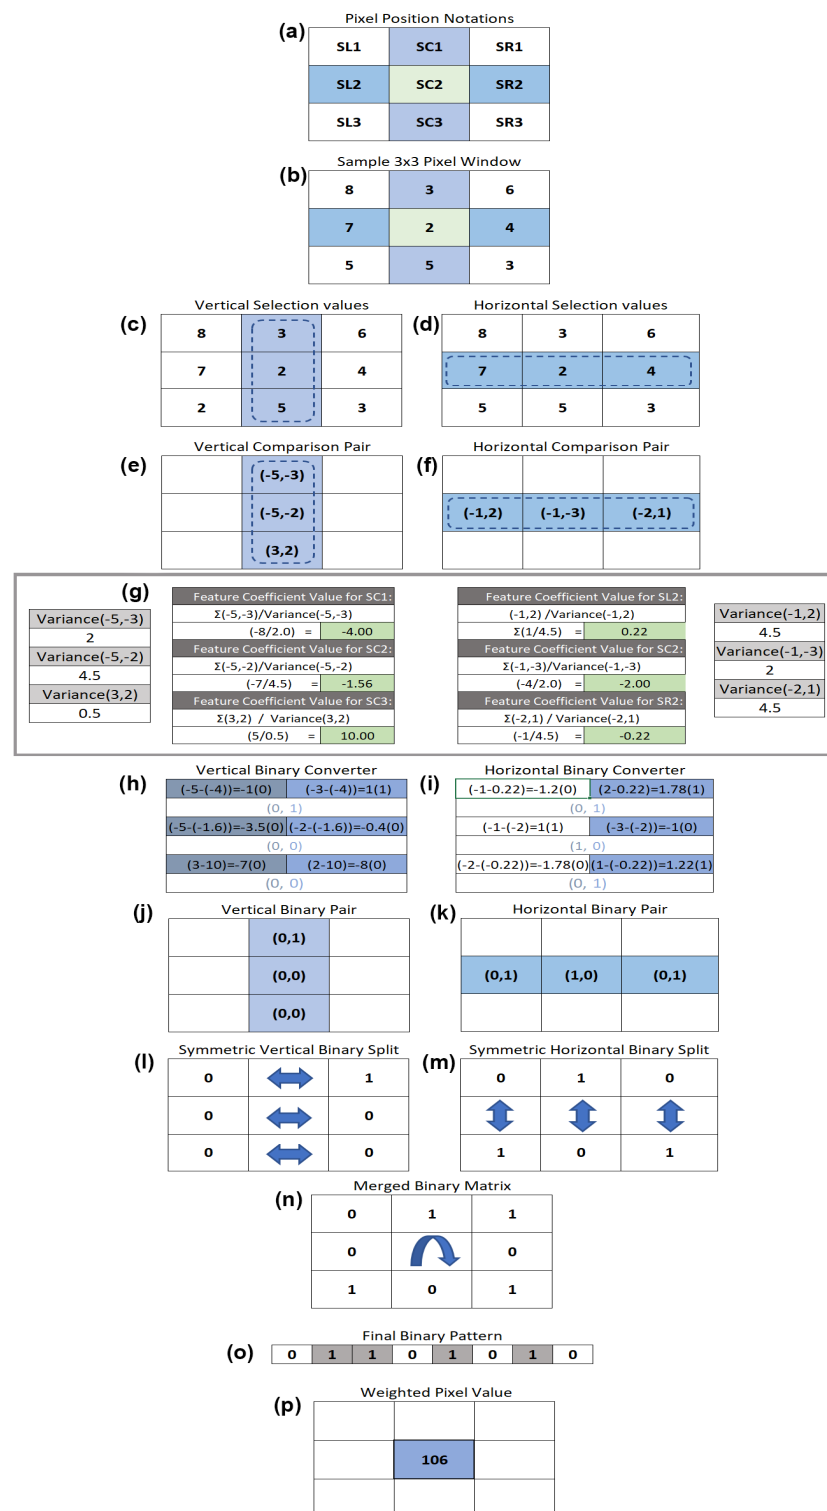 Pixel Position Notations
(a)
SL1 SC1 SR1
SL2 SC2 SR2
SL3 SC3 SR3
Sample 3x3 Pixel Window
(b)
8 3 6
7 2 4
5 5 3
Vertical Selection values
(c)
8 3 6
7 2 4
2 5 3
Horizontal Selection values
(d)
8 3 6
7 2 4
5 5 3
Vertical Comparison Pair
(e)
(-5,-3)
(-5,-2)
(3,2)
Horizontal Comparison Pair
(f)
(-1,2) (-1,-3) (-2,1)
(g)
Variance(-5,-3)
2
Variance(-5,-2)
4.5
Variance(3,2)
0.5
Feature Coefficient Value for SC1:
Σ(-5,-3)/Variance(-5,-3)
(-8/2.0) = -4.00
Feature Coefficient Value for SC2:
Σ(-5,-2)/Variance(-5,-2)
(-7/4.5) = -1.56
Feature Coefficient Value for SC3:
Σ(3,2) / Variance(3,2)
(5/0.5) = 10.00
Feature Coefficient Value for SL2:
(-1,2) /Variance(-1,2)
Σ(1/4.5) = 0.22
Feature Coefficient Value for SC2:
Σ(-1,-3)/Variance(-1,-3)
(-4/2.0) = -2.00
Feature Coefficient Value for SR2:
Σ(-2,1) / Variance(-2,1)
(-1/4.5) = -0.22
Variance(-1,2)
4.5
Variance(-1,-3)
2
Variance(-2,1)
4.5
Vertical Binary Converter
(h)
(-5-(-4))=-1(0) (-3-(-4))=1(1)
(0, 1)
(-5-(-1.6))=-3.5(0) (-2-(-1.6))=-0.4(0)
(0, 0)
(3-10)=-7(0) (2-10)=-8(0)
(0, 0)
Horizontal Binary Converter
(i)
(-1-0.22)=-1.2(0) (2-0.22)=1.78(1)
(0, 1)
(-1-(-2)=1(1) (-3-(-2))=-1(0)
(1, 0)
(-2-(-0.22))=-1.78(0) (1-(-0.22))=1.22(1)
(0, 1)
Vertical Binary Pair
(j)
(0,1)
(0,0)
(0,0)
Horizontal Binary Pair
(k)
(0,1) (1,0) (0,1)
Symmetric Vertical Binary Split
(l)
0 1
0 0
0 0
Symmetric Horizontal Binary Split
(m)
0 1 0
1 0 1
Merged Binary Matrix
(n)
0 1 1
0 0
1 0 1
Final Binary Pattern
(o)
0 1 1 0 1 0 1 0
Weighted Pixel Value
(p)
106